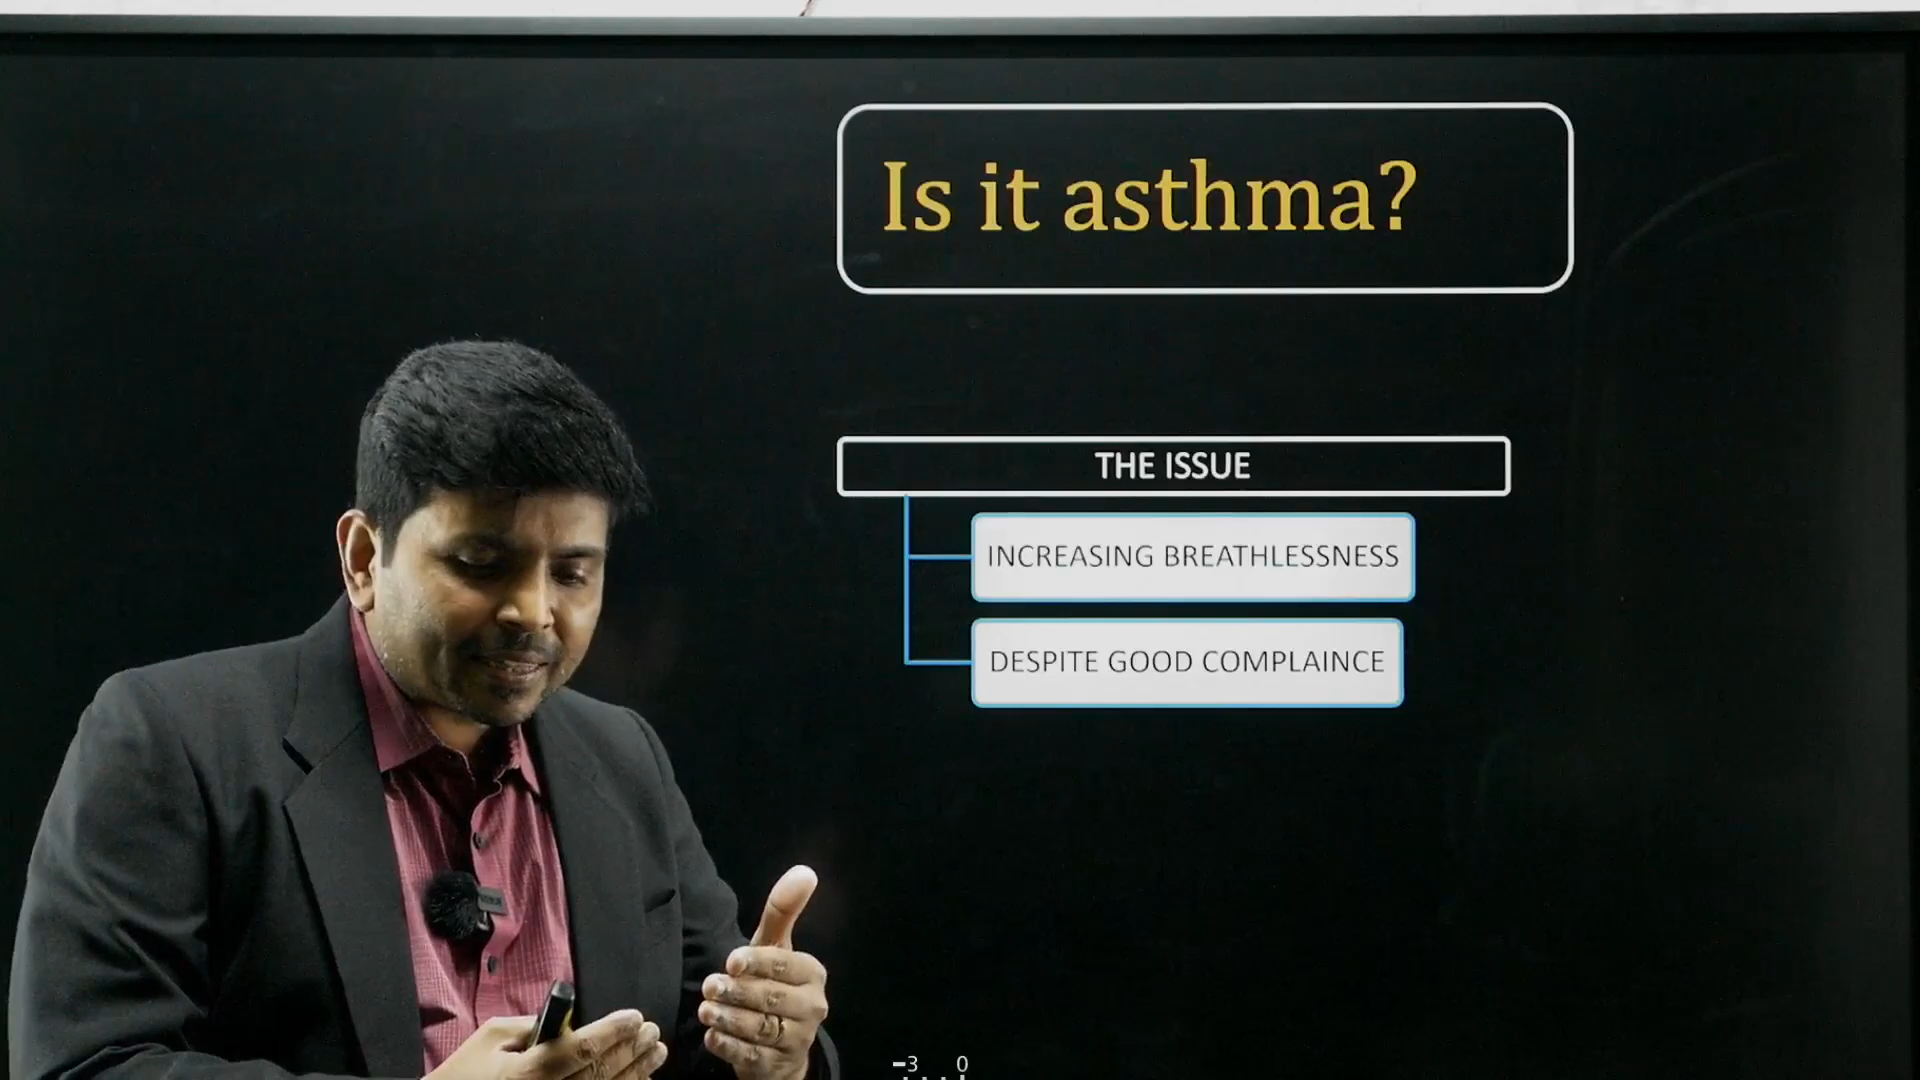 Is it asthma?
THE ISSUE
INCREASING BREATHLESSNESS
DESPITE GOOD COMPLAINCE
-3 0